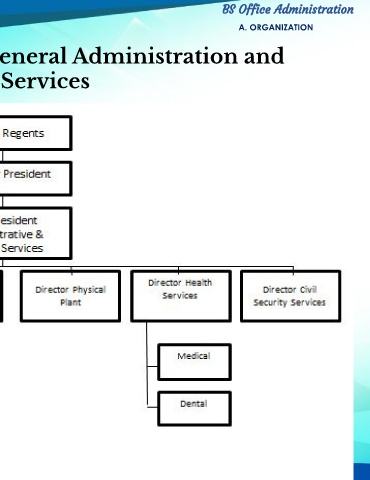 BS Office Administration
A. ORGANIZATION
eneral Administration and
Services
Regents
President
esident
trative &
Services
Director Physical
Plant
Director Health
Services
Director Civil
Security Services
Medical
Dental